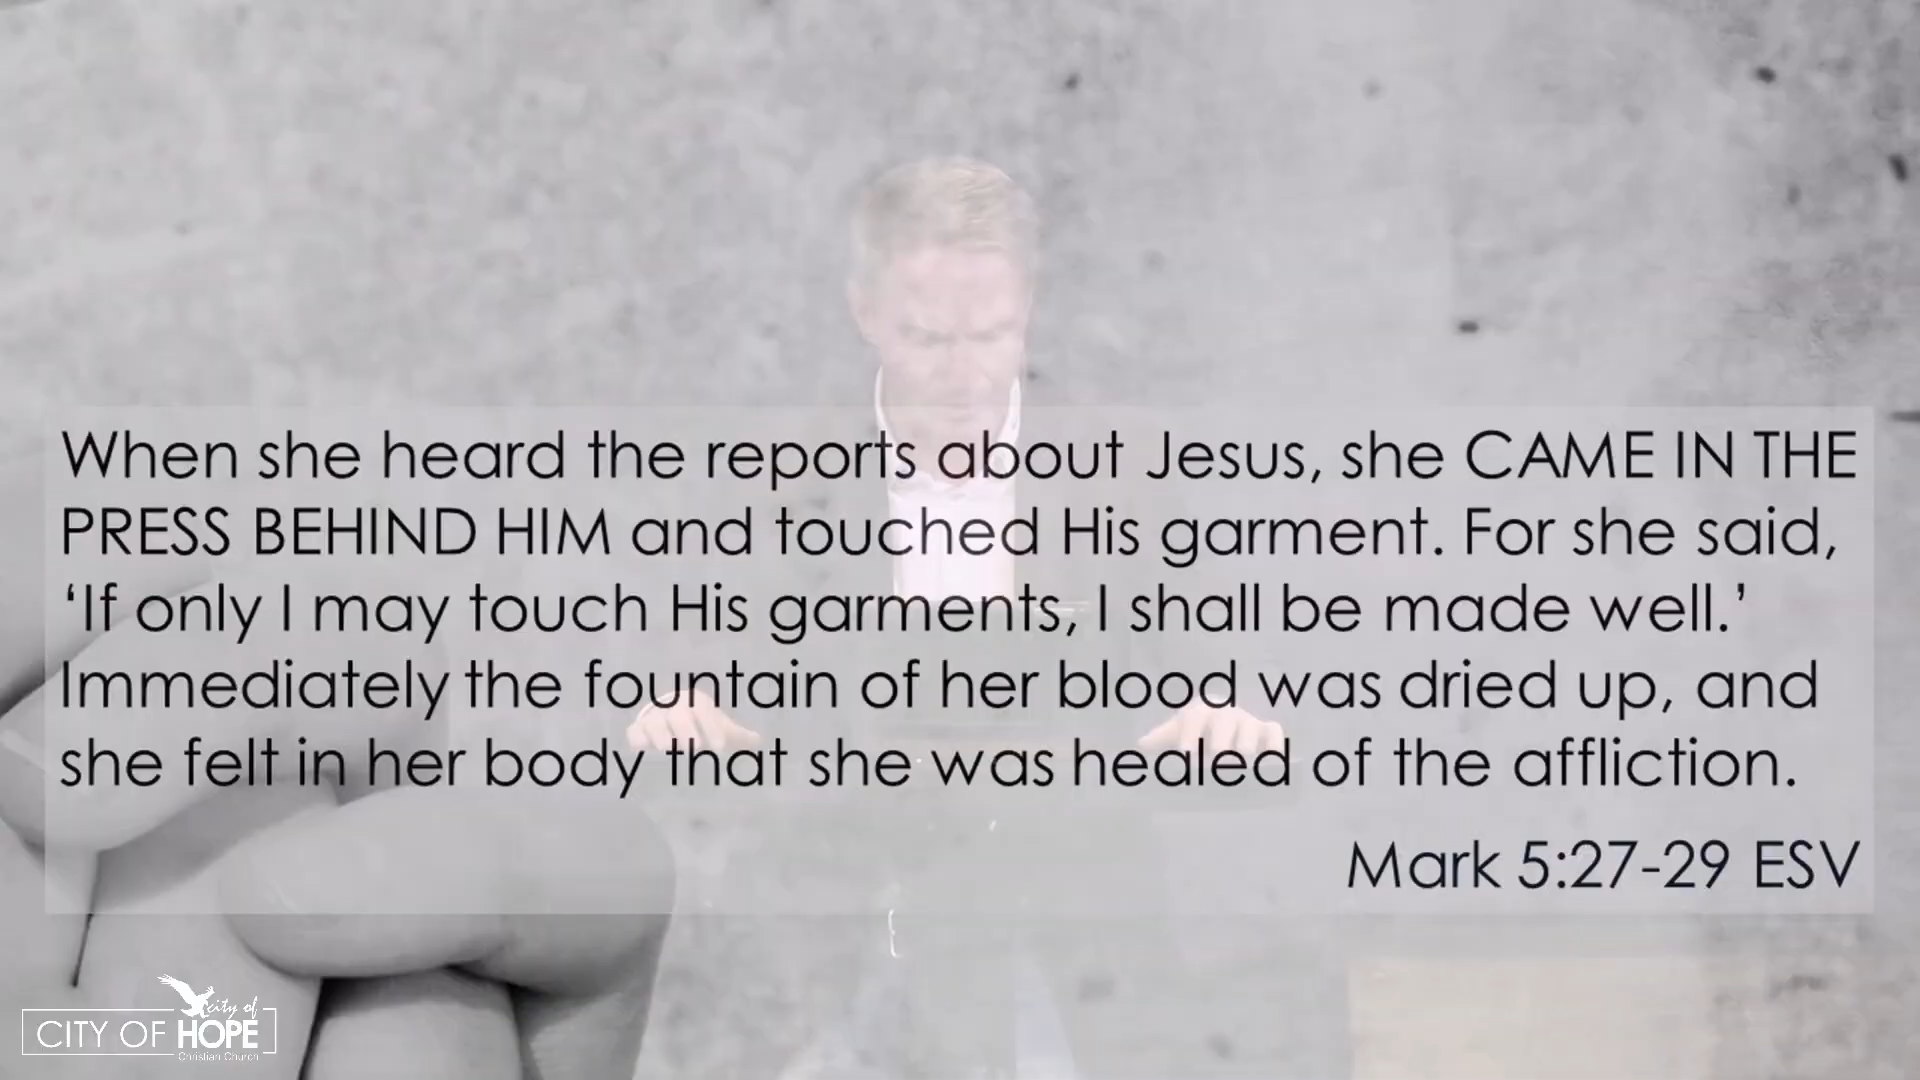 When she heard the reports about Jesus, she CAME IN THE
PRESS BEHIND HIM and touched His garment. For she said,
‘If only I may touch His garments, I shall be made well.’
Immediately the fountain of her blood was dried up, and
she felt in her body that she was healed of the affliction.
Mark 5:27-29 ESV
city of
CITY OF HOPE
Christian Church